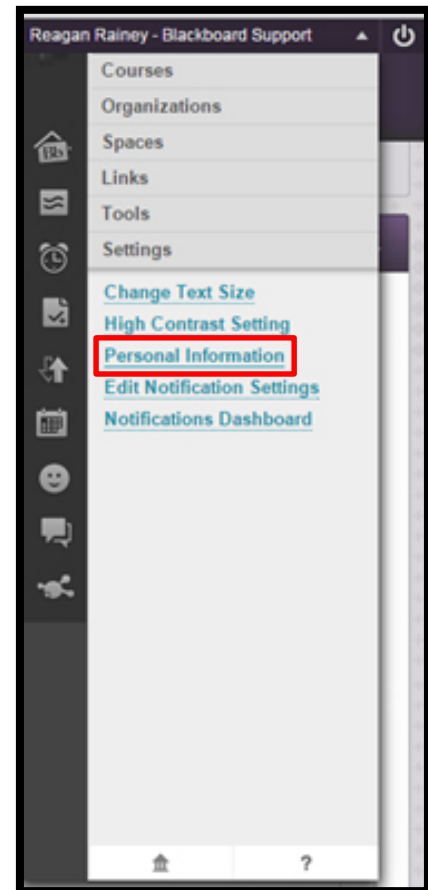 Reagan Rainey - Blackboard Support
Courses
Organizations
Spaces
Links
Tools
Settings
Change Text Size
High Contrast Setting
Personal Information
Edit Notification Settings
Notifications Dashboard
Bb
?